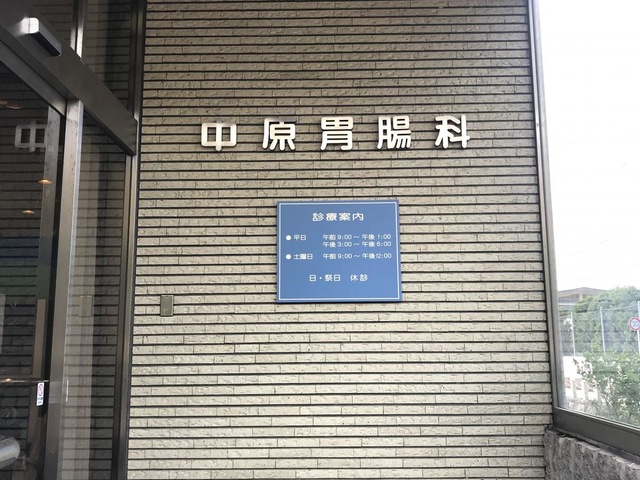 中原胃腸科
中
診療案内
● 平日 午前 9:00 ～ 午後 1:00
午後 3:00 ～ 午後 6:00
● 土曜日 午前 9:00 ～ 午後 2:00
日・祭日 休診